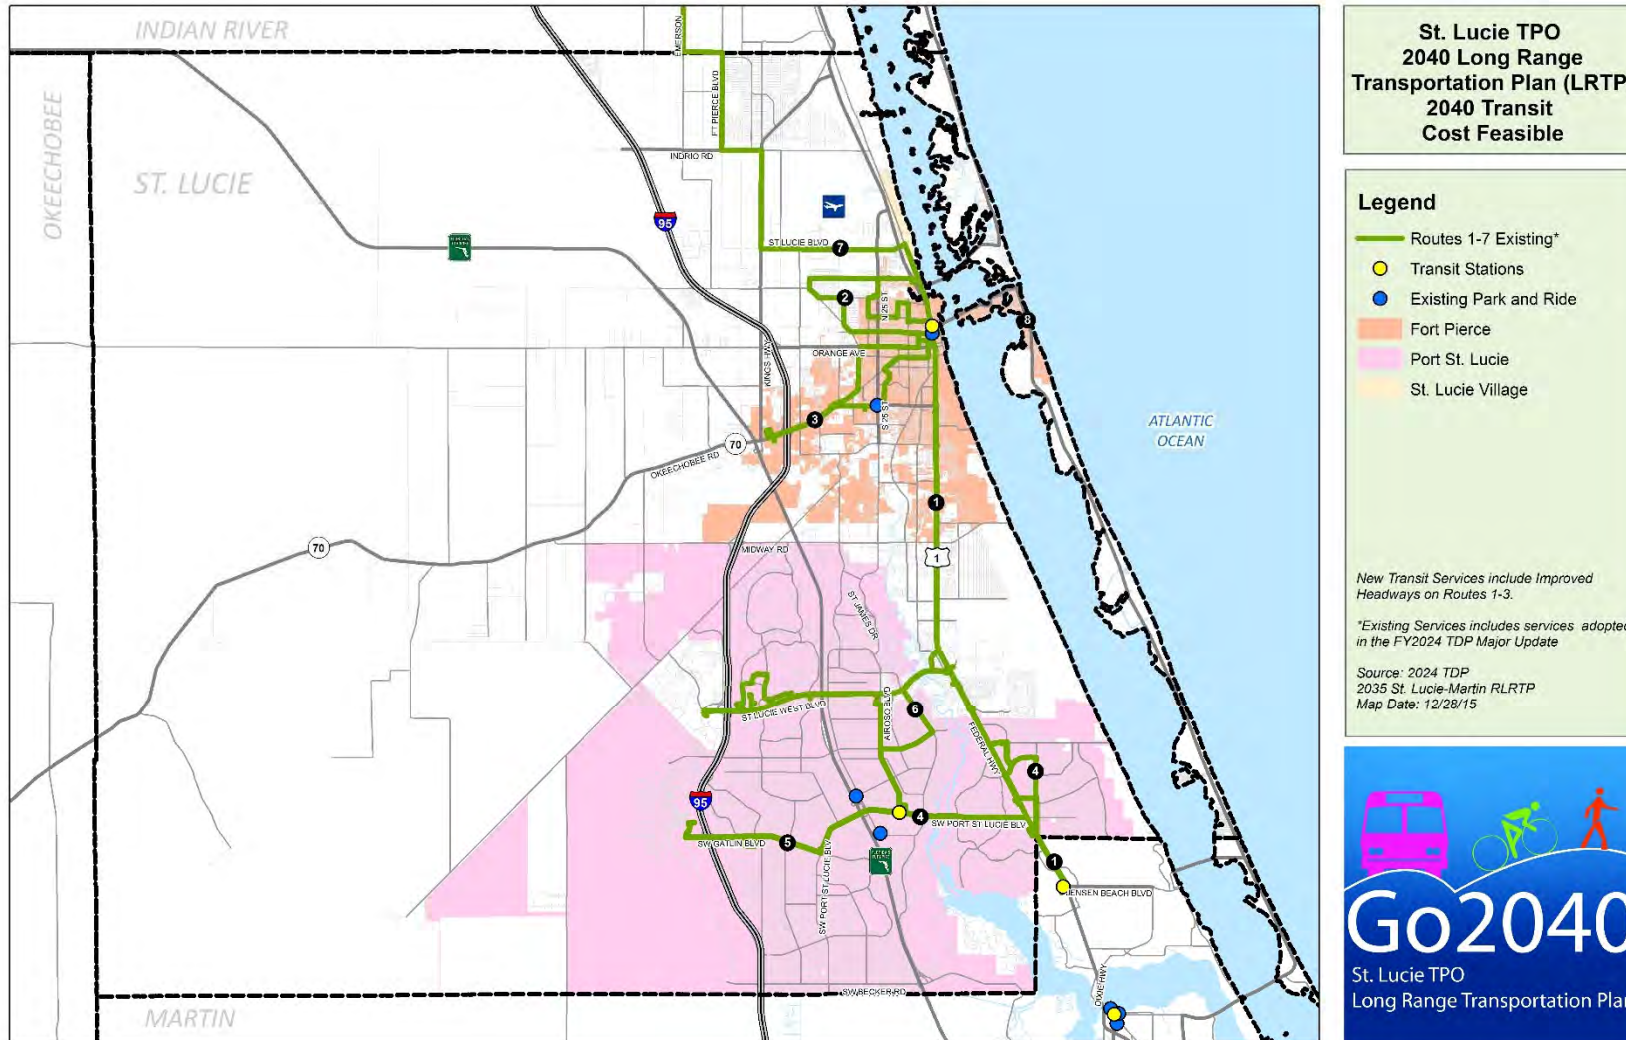 St. Lucie TPO
2040 Long Range
Transportation Plan (LRTP
2040 Transit
Cost Feasible
Legend
Routes 1-7 Existing*
Transit Stations
Existing Park and Ride
Fort Pierce
Port St. Lucie
St. Lucie Village
New Transit Services include Improved
Headways on Routes 1-3.
*Existing Services includes services adopted
in the FY2024 TDP Major Update
Source: 2024 TDP
2035 St. Lucie-Martin RLRTP
Map Date: 12/28/15
Go2040
St. Lucie TPO
Long Range Transportation Plan
INDIAN RIVER
OKEECHOBEE
ST. LUCIE
MARTIN
ATLANTIC
OCEAN
EMERSON
FT PIERCE BLVD
INDRIO RD
95
ST LUCIE BLVD
7
2
N 25 ST
8
ORANGE AVE
KINGS HWY
3
S 25 ST
70
OKEECHOBEE RD
1
70
MIDWAY RD
1
ST JAMES DR
ST LUCIE WEST BLVD
AIROSO BLVD
6
FEDERAL HWY
4
95
4
SW PORT ST LUCIE BLV
SW GATLIN BLVD
5
SW PORT ST LUCIE BLV
1
JENSEN BEACH BLVD
DIXIE HWY
SW BECKER RD